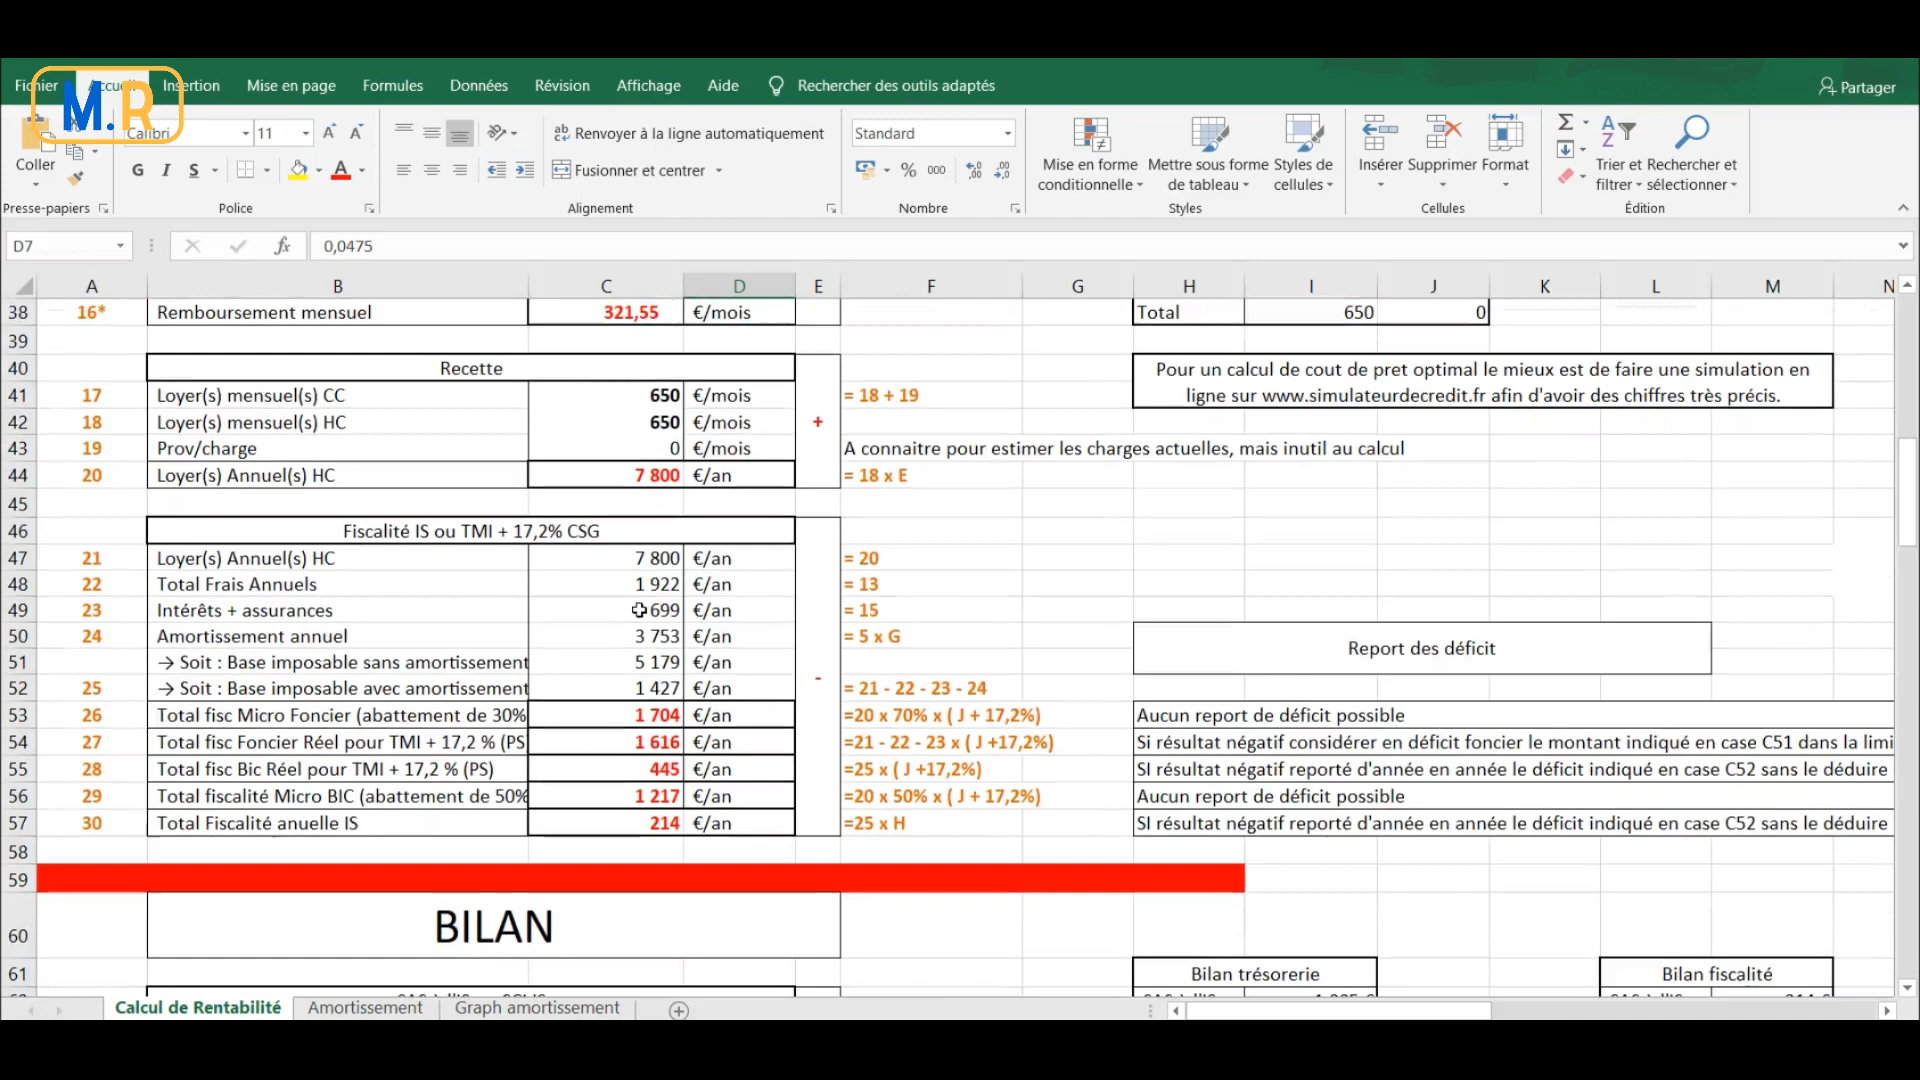 M.R
Fichier Accueil Insertion Mise en page Formules Données Révision Affichage Aide Rechercher des outils adaptés Partager
Coller
Calibri 11
G I S
Renvoyer à la ligne automatiquement
Fusionner et centrer
Standard
% 000
Mise en forme conditionnelle
Mettre sous forme de tableau
Styles de cellules
Insérer Supprimer Format
Trier et filtrer
Rechercher et sélectionner
Presse-papiers Police Alignement Nombre Styles Cellules Édition
D7 fx 0,0475
A B C D E F G H I J K L M N
38 16* Remboursement mensuel 321,55 €/mois Total 650 0
39
40 Recette Pour un calcul de cout de pret optimal le mieux est de faire une simulation en
41 17 Loyer(s) mensuel(s) CC 650 €/mois = 18 + 19 ligne sur www.simulateurdecredit.fr afin d'avoir des chiffres très précis.
42 18 Loyer(s) mensuel(s) HC 650 €/mois +
43 19 Prov/charge 0 €/mois A connaitre pour estimer les charges actuelles, mais inutil au calcul
44 20 Loyer(s) Annuel(s) HC 7 800 €/an = 18 x E
45
46 Fiscalité IS ou TMI + 17,2% CSG
47 21 Loyer(s) Annuel(s) HC 7 800 €/an = 20
48 22 Total Frais Annuels 1 922 €/an = 13
49 23 Intérêts + assurances 699 €/an = 15
50 24 Amortissement annuel 3 753 €/an = 5 x G
Report des déficit
51 → Soit : Base imposable sans amortissement 5 179 €/an
-
52 25 → Soit : Base imposable avec amortissement 1 427 €/an = 21 - 22 - 23 - 24
53 26 Total fisc Micro Foncier (abattement de 30% 1 704 €/an =20 x 70% x ( J + 17,2%) Aucun report de déficit possible
54 27 Total fisc Foncier Réel pour TMI + 17,2 % (PS 1 616 €/an =21 - 22 - 23 x ( J +17,2%) Si résultat négatif considérer en déficit foncier le montant indiqué en case C51 dans la limi
55 28 Total fisc Bic Réel pour TMI + 17,2 % (PS) 445 €/an =25 x ( J +17,2%) SI résultat négatif reporté d'année en année le déficit indiqué en case C52 sans le déduire
56 29 Total fiscalité Micro BIC (abattement de 50% 1 217 €/an =20 x 50% x ( J + 17,2%) Aucun report de déficit possible
57 30 Total Fiscalité anuelle IS 214 €/an =25 x H SI résultat négatif reporté d'année en année le déficit indiqué en case C52 sans le déduire
58
59
60 BILAN
61 Bilan trésorerie Bilan fiscalité
Calcul de Rentabilité Amortissement Graph amortissement